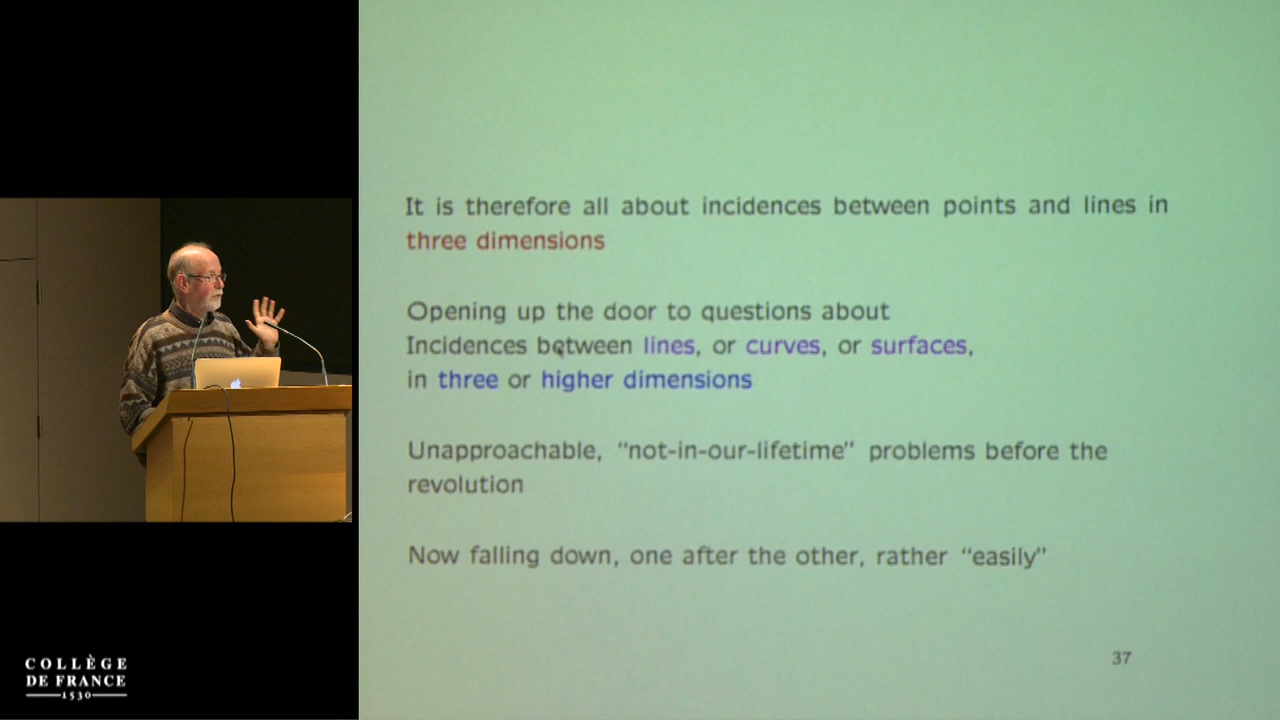 It is therefore all about incidences between points and lines in
three dimensions
Opening up the door to questions about
Incidences between lines, or curves, or surfaces,
in three or higher dimensions
Unapproachable, “not-in-our-lifetime” problems before the
revolution
Now falling down, one after the other, rather “easily”
37
COLLÈGE
DE FRANCE
1530